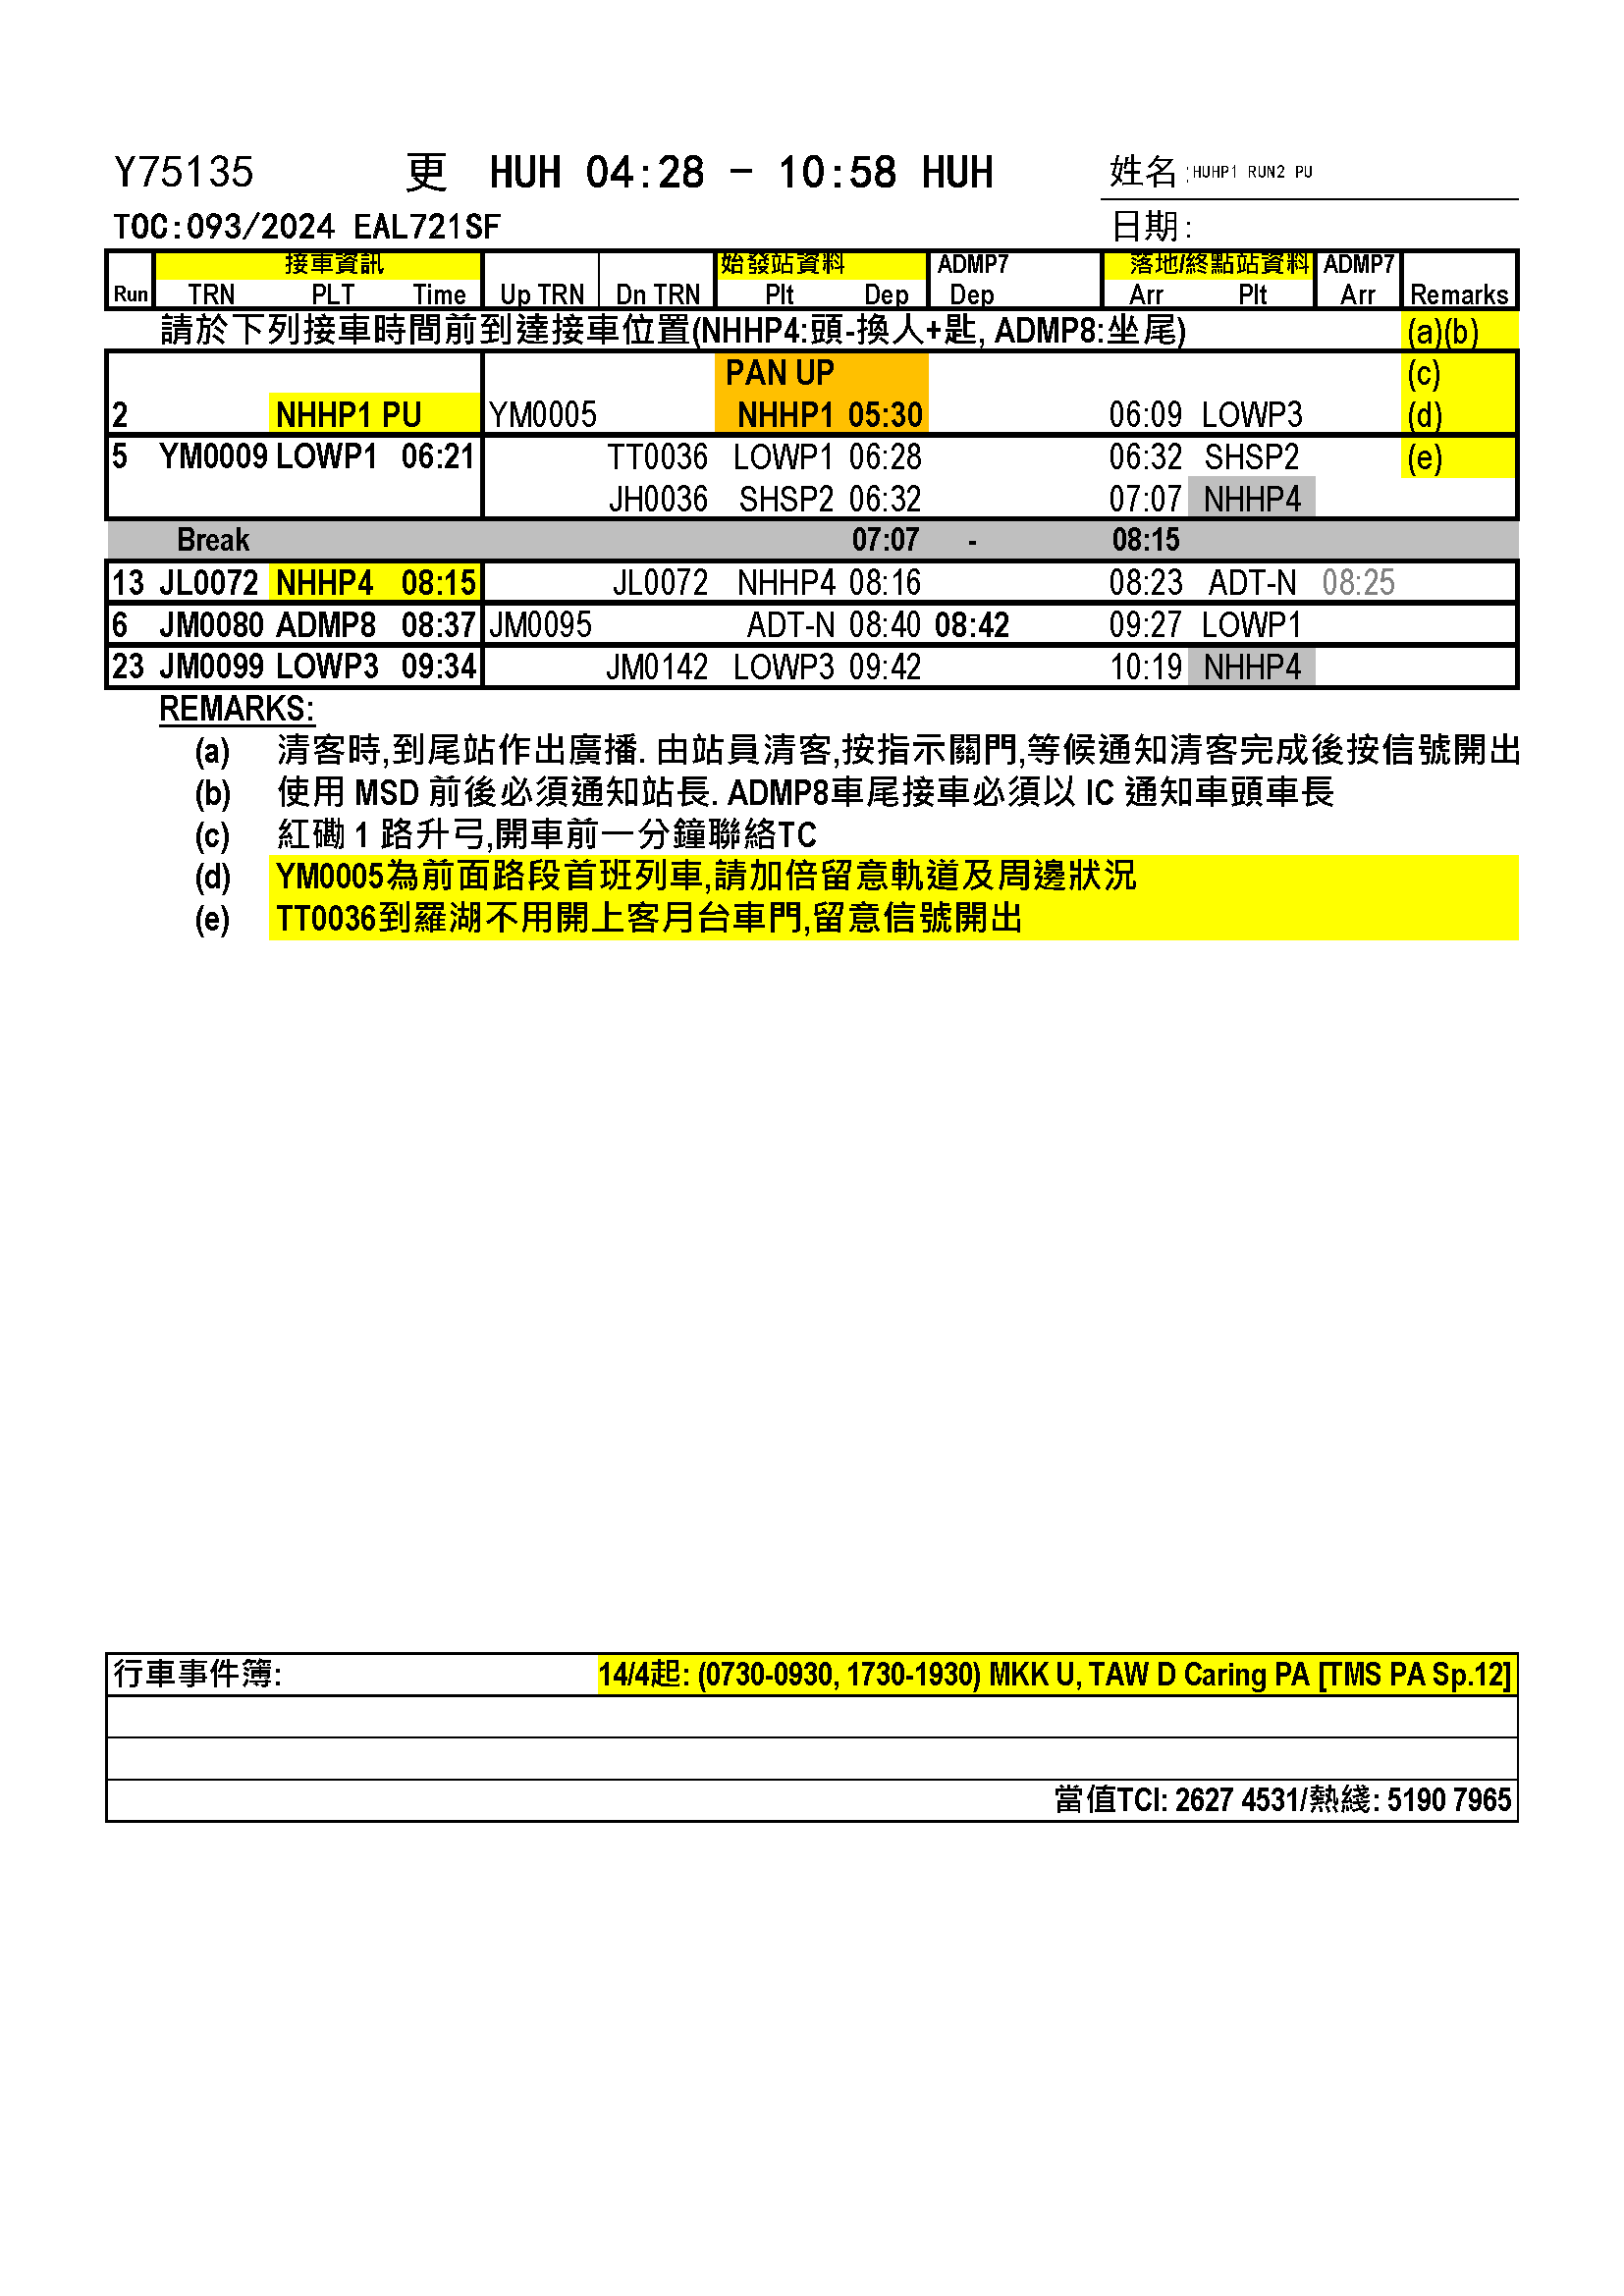 Y75135 更 HUH 04:28 - 10:58 HUH 姓名:HUHP1 RUN2 PU
TOC:093/2024 EAL721SF 日期:
接車資訊 始發站資料 ADMP7 落地/終點站資料 ADMP7
Run TRN PLT Time Up TRN Dn TRN Plt Dep Dep Arr Plt Arr Remarks
請於下列接車時間前到達接車位置(NHHP4:頭-換人+匙, ADMP8:坐尾) (a)(b)
PAN UP (c)
2 NHHP1 PU YM0005 NHHP1 05:30 06:09 LOWP3 (d)
5 YM0009 LOWP1 06:21 TT0036 LOWP1 06:28 06:32 SHSP2 (e)
JH0036 SHSP2 06:32 07:07 NHHP4
Break 07:07 - 08:15
13 JL0072 NHHP4 08:15 JL0072 NHHP4 08:16 08:23 ADT-N 08:25
6 JM0080 ADMP8 08:37 JM0095 ADT-N 08:40 08:42 09:27 LOWP1
23 JM0099 LOWP3 09:34 JM0142 LOWP3 09:42 10:19 NHHP4
REMARKS:
(a) 清客時,到尾站作出廣播. 由站員清客,按指示關門,等候通知清客完成後按信號開出
(b) 使用 MSD 前後必須通知站長. ADMP8車尾接車必須以 IC 通知車頭車長
(c) 紅磡 1 路升弓,開車前一分鐘聯絡TC
(d) YM0005為前面路段首班列車,請加倍留意軌道及周邊狀況
(e) TT0036到羅湖不用開上客月台車門,留意信號開出
行車事件簿: 14/4起: (0730-0930, 1730-1930) MKK U, TAW D Caring PA [TMS PA Sp.12]
當值TCI: 2627 4531/熱綫: 5190 7965